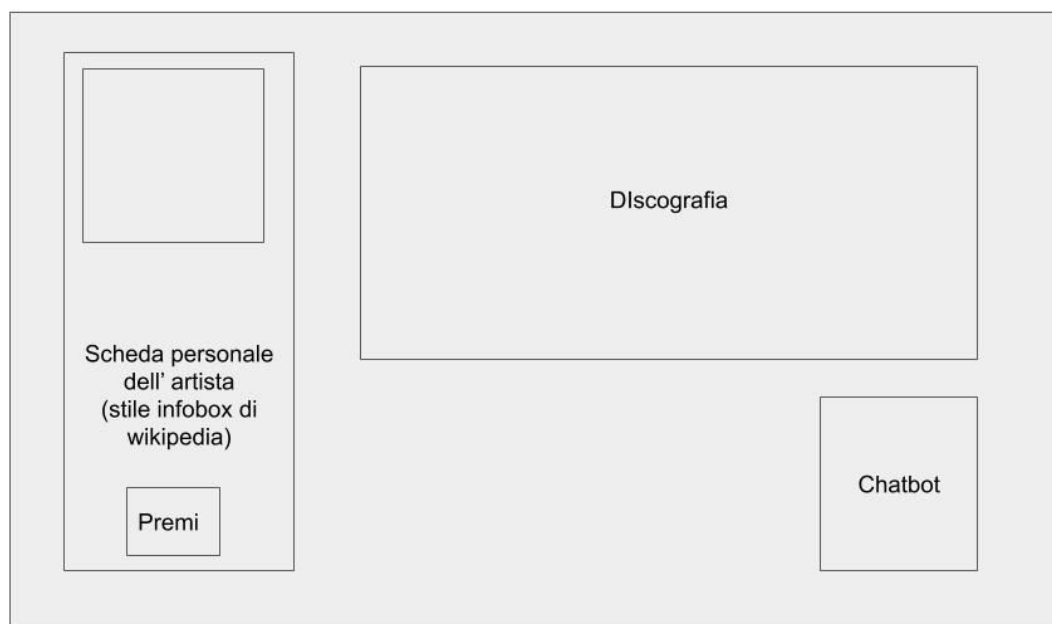 Scheda personale
dell' artista
(stile infobox di
wikipedia)
Premi
DIscografia
Chatbot